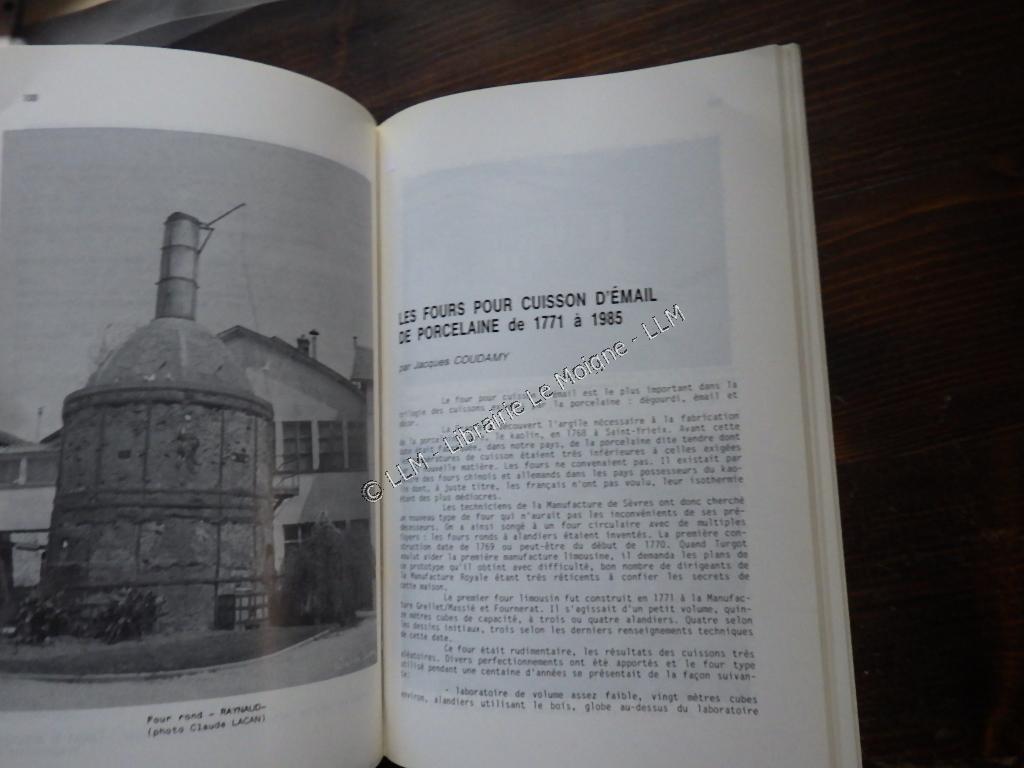 Four rond - RAYNAUD-
(photo Claude LACAN)
LES FOURS POUR CUISSON D'ÉMAIL
DE PORCELAINE de 1771 à 1985
par Jacques COUDAMY
Le four pour cuisson émail est le plus important dans la
trilogie des cuissons sur la porcelaine : dégourdi, émail et
décor.
découvert l'argile nécessaire à la fabrication
de la porcelaine le kaolin, en 1768 à Saint-Yrieix. Avant cette
dans notre pays, de la porcelaine dite tendre dont
températures de cuisson étaient très inférieures à celles exigées
nouvelle matière. Les fours ne convenaient pas. Il existait par
des fours chinois et allemands dans les pays possesseurs du kao-
lin dont, à juste titre, les français n'ont pas voulu, leur isothermie
étant des plus médiocres.
Les techniciens de la Manufacture de Sèvres ont donc cherché
un nouveau type de four qui n'aurait pas les inconvénients de ses pré-
décesseurs. On a ainsi songé à un four circulaire avec de multiples
foyers : les fours ronds à alandiers étaient inventés. La première con-
struction date de 1769 ou peut-être du début de 1770. Quand Turgot
voulut aider la première manufacture limousine, il demanda les plans de
ce prototype qu'il obtint avec difficulté, bon nombre de dirigeants de
la Manufacture Royale étant très réticents à confier les secrets de
cette maison.
Le premier four limousin fut construit en 1771 à la Manufac-
ture Grellet/Massié et Fournerat. Il s'agissait d'un petit volume, quin-
ze mètres cubes de capacité, à trois ou quatre alandiers. Quatre selon
les dessins initiaux, trois selon les derniers renseignements techniques
de cette date.
Ce four était rudimentaire, les résultats des cuissons très
aléatoires. Divers perfectionnements ont été apportés et le four type
utilisé pendant une centaine d'années se présentait de la façon suivan-
te:
- laboratoire de volume assez faible, vingt mètres cubes
environ, alandiers utilisant le bois, globe au-dessus du laboratoire
© LLM - Librairie Le Moigne - LLM